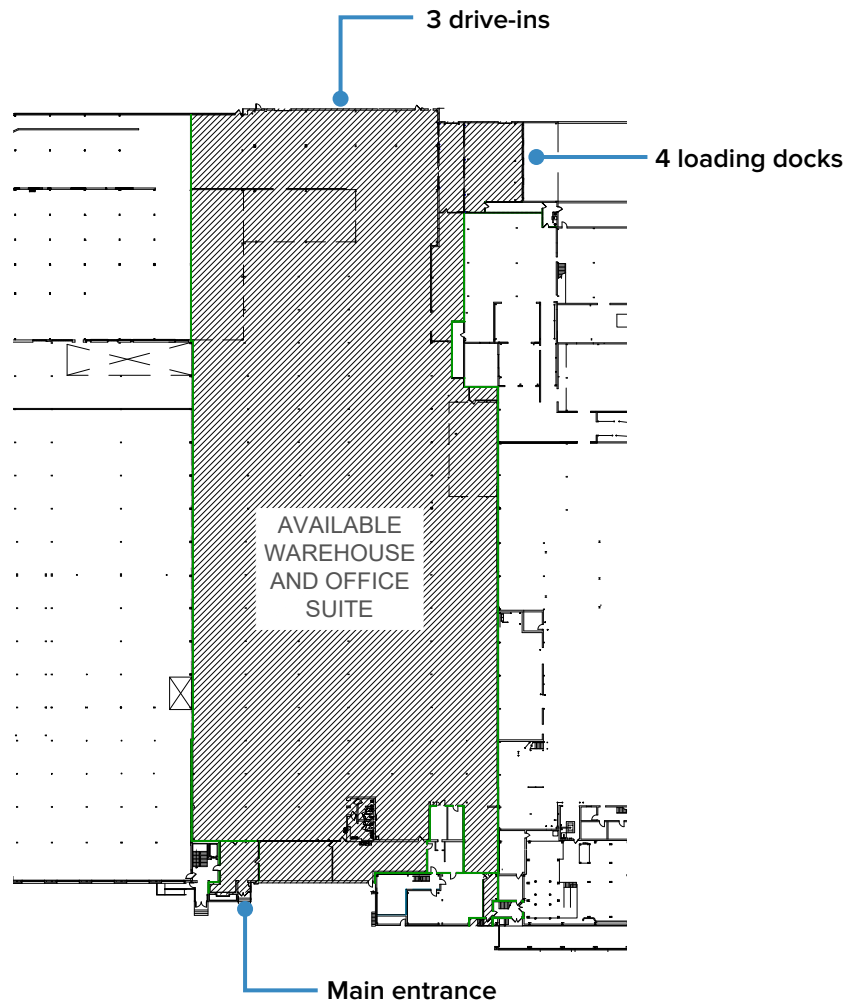 3 drive-ins
4 loading docks
AVAILABLE
WAREHOUSE
AND OFFICE
SUITE
Main entrance